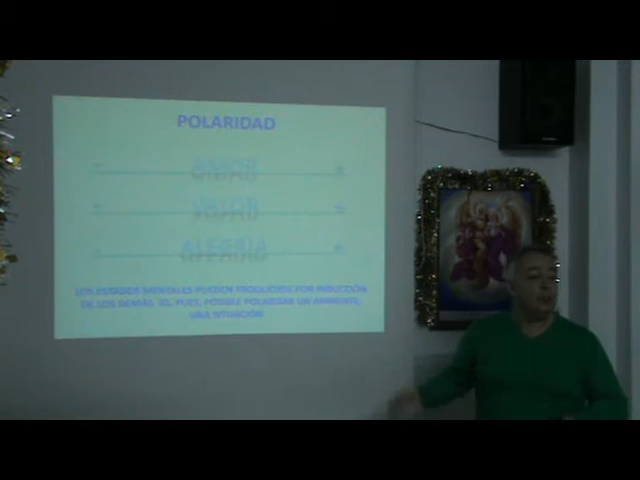 POLARIDAD
- AMOR +
- VALOR +
- ALEGRIA +
LOS ESTADOS MENTALES PUEDEN PRODUCIRSE POR INDUCCIÓN
DE LOS DEMÁS. ES, PUES, POSIBLE POLARIZAR UN AMBIENTE,
UNA SITUACIÓN